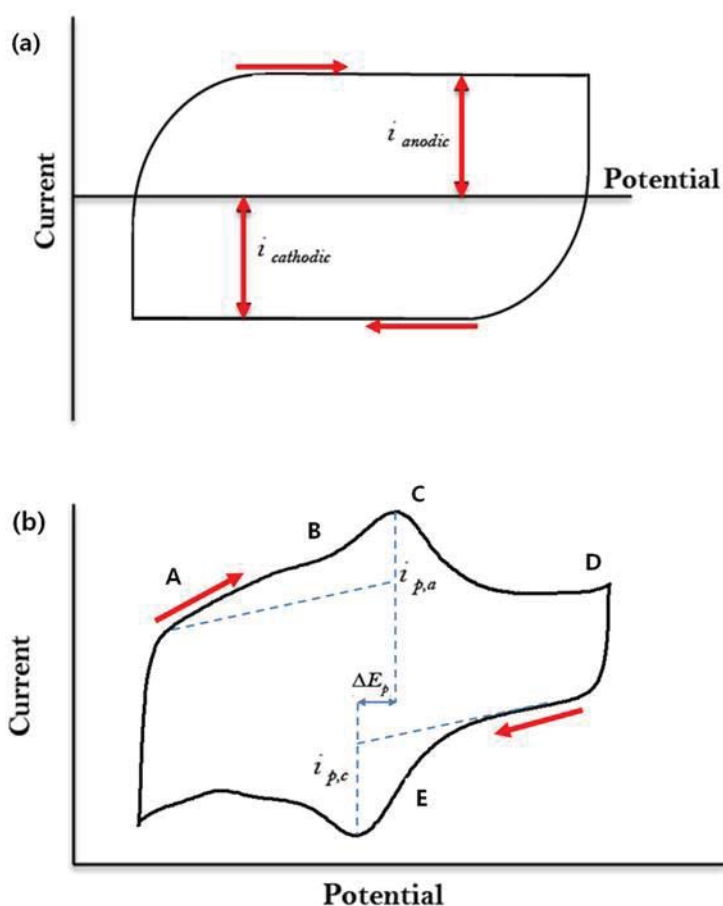 (a)
Current
i anodic
Potential
i cathodic
(b)
C
B
A
D
i p,a
ΔE p
Current
i p,c
E
Potential